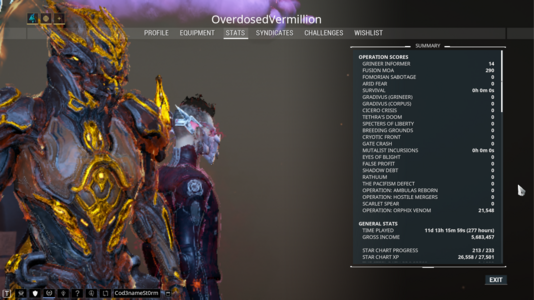 OverdosedVermillion
PROFILE EQUIPMENT STATS SYNDICATES CHALLENGES WISHLIST
SUMMARY
OPERATION SCORES
GRINEER INFORMER 14
FUSION MOA 290
FOMORIAN SABOTAGE 0
ARID FEAR 0
SURVIVAL 0h 0m 0s
GRADIVUS (GRINEER) 0
GRADIVUS (CORPUS) 0
CICERO CRISIS 0
TETHRA'S DOOM 0
SPECTERS OF LIBERTY 0
BREEDING GROUNDS 0
CRYOTIC FRONT 0
GATE CRASH 0
MUTALIST INCURSIONS 0h 0m 0s
EYES OF BLIGHT 0
FALSE PROFIT 0
SHADOW DEBT 0
RATHUUM 0
THE PACIFISM DEFECT 0
OPERATION: AMBULAS REBORN 0
OPERATION: HOSTILE MERGERS 0
SCARLET SPEAR 0
OPERATION: ORPHIX VENOM 21,548
GENERAL STATS
TIME PLAYED 11d 13h 15m 59s (277 hours)
GROSS INCOME 5,683,457
STAR CHART PROGRESS 213 / 233
STAR CHART XP 26,558 / 27,501
EXIT
Cod3nameSt0rm